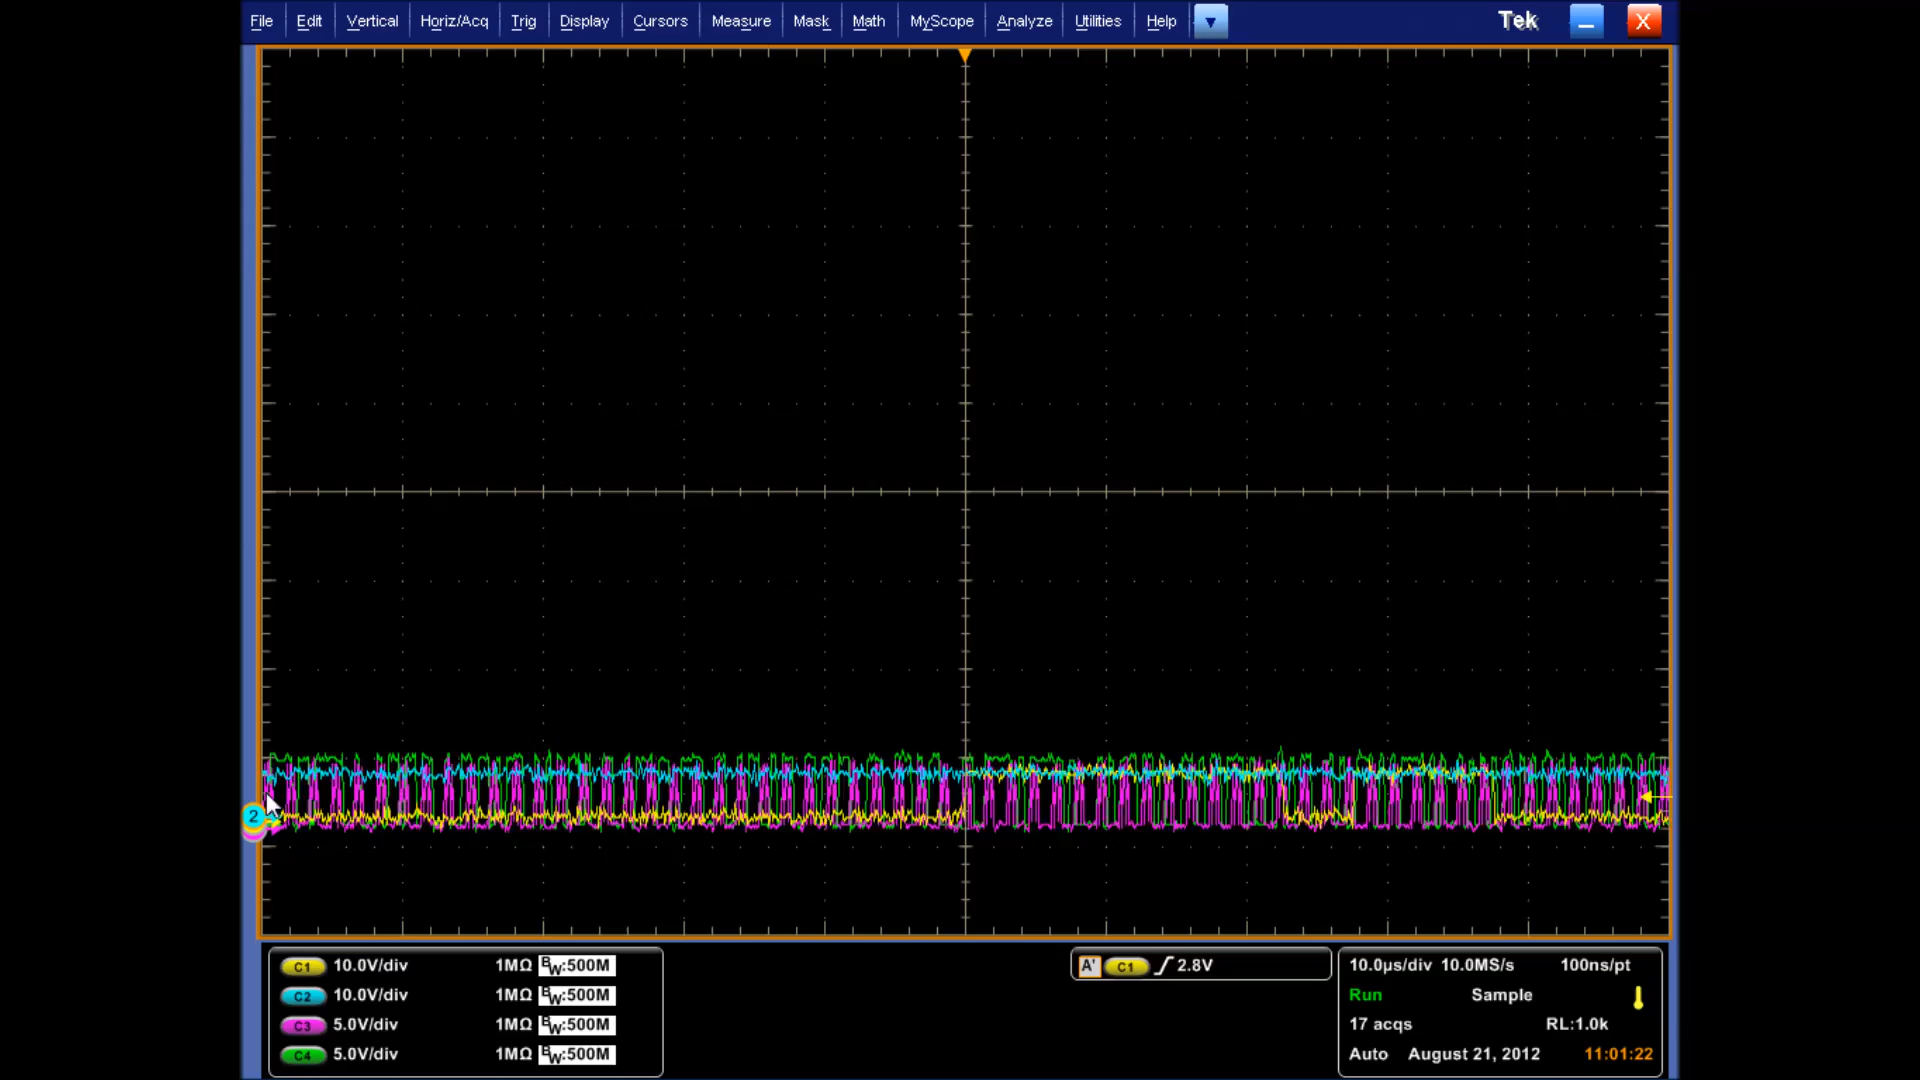 File Edit Vertical Horiz/Acq Trig Display Cursors Measure Mask Math MyScope Analyze Utilities Help Tek X
2
C1 10.0V/div 1MΩ BW:500M
C2 10.0V/div 1MΩ BW:500M
C3 5.0V/div 1MΩ BW:500M
C4 5.0V/div 1MΩ BW:500M
A' C1 2.8V
10.0µs/div 10.0MS/s 100ns/pt
Run Sample
17 acqs RL:1.0k
Auto August 21, 2012 11:01:22